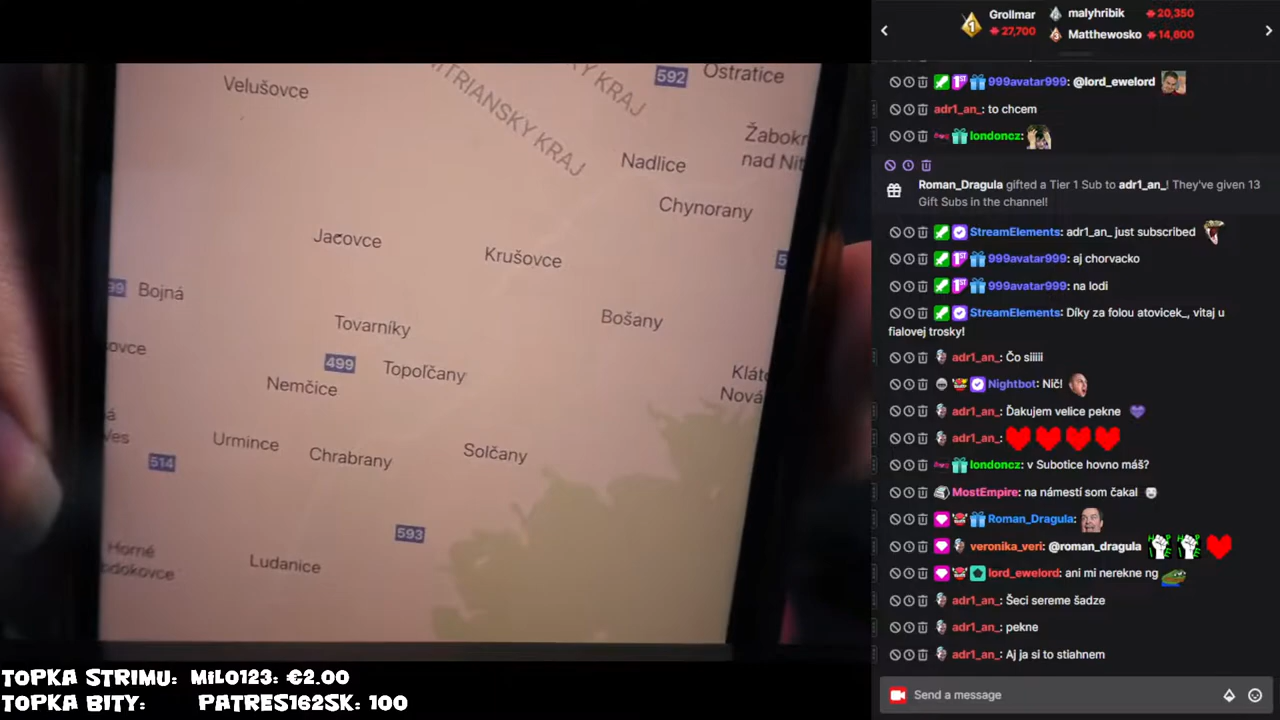 Velušovce
NITRIANSKY KRAJ
KY KRAJ
592
Ostratice
Nadlice
Chynorany
Jacovce
Krušovce
Bojná
Tovarníky
Bošany
499
Topoľčany
Nemčice
Nová
Urmince
Chrabrany
Solčany
514
593
Horné
Ludanice
TOPKA STRIMU: MiLO123: €2.00
TOPKA BITY: PATRES162SK: 100
1
Grollmar
27,700
malyhribik
20,350
Matthewosko
14,600
999avatar999: @lord_ewelord
adr1_an_: to chcem
londoncz:
Roman_Dragula gifted a Tier 1 Sub to adr1_an_! They've given 13
Gift Subs in the channel!
StreamElements: adr1_an_ just subscribed
999avatar999: aj chorvacko
999avatar999: na lodi
StreamElements: Díky za folou atovicek_, vitaj u
fialovej trosky!
adr1_an_: Čo siiiii
Nightbot: Nič!
adr1_an_: Ďakujem velice pekne
adr1_an_:
londoncz: v Subotice hovno máš?
MostEmpire: na námestí som čakal
Roman_Dragula:
veronika_veri: @roman_dragula
lord_ewelord: ani mi nerekne ng
adr1_an_: Šeci sereme šadze
adr1_an_: pekne
adr1_an_: Aj ja si to stiahnem
Send a message